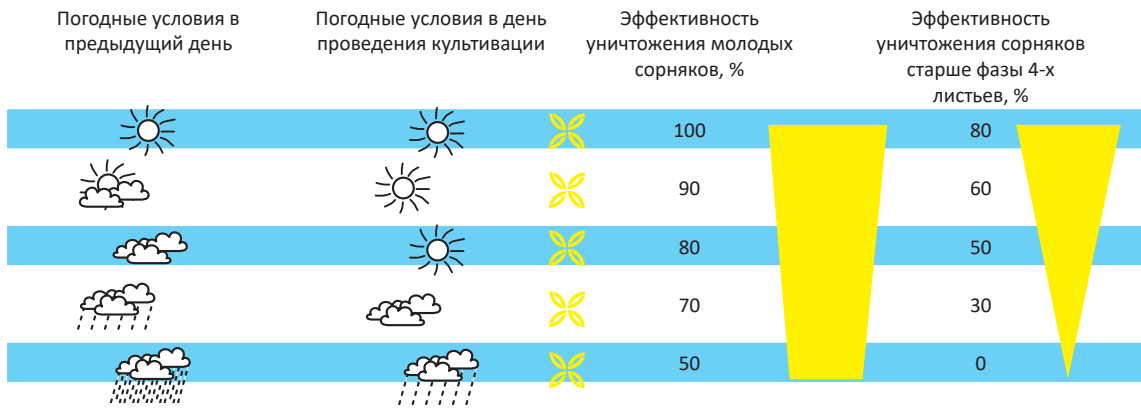 Погодные условия в
предыдущий день
Погодные условия в день
проведения культивации
Эффективность
уничтожения молодых
сорняков, %
Эффективность
уничтожения сорняков
старше фазы 4-х
листьев, %
100 80
90 60
80 50
70 30
50 0